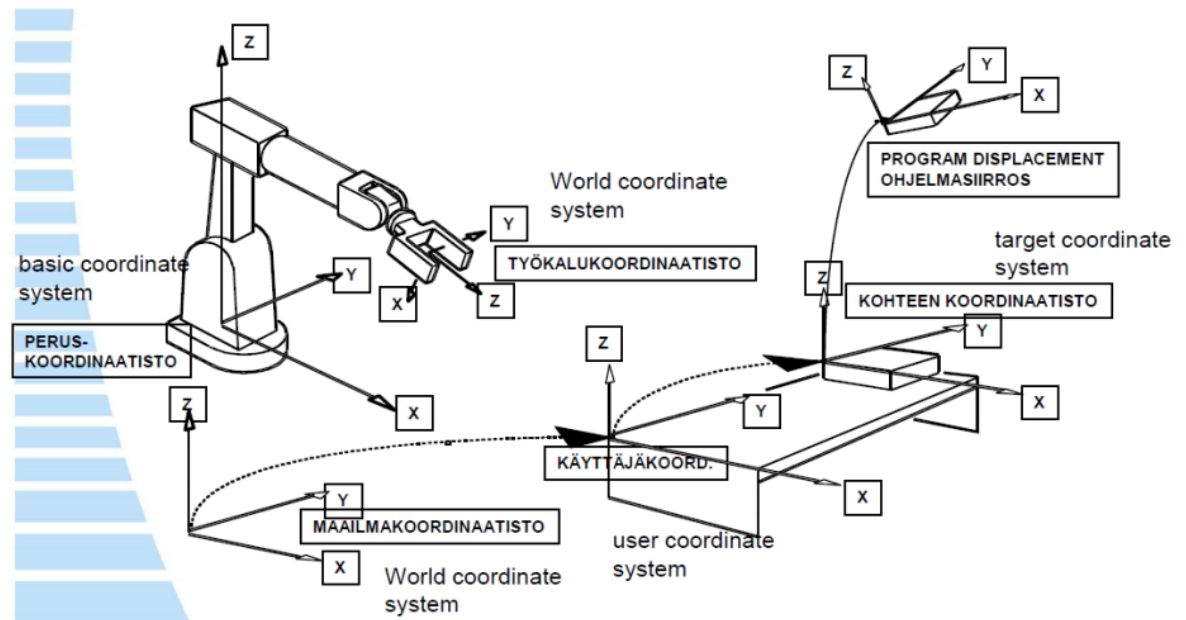 Z
Y
Z
X
PROGRAM DISPLACEMENT
OHJELMASIIRROS
World coordinate
system
Y
TYÖKALUKOORDINAATISTO
target coordinate
system
basic coordinate
system
Y
X
Z
Z
KOHTEEN KOORDINAATISTO
PERUS-
KOORDINAATISTO
Z
Y
X
X
Z
Y
KÄYTTÄJÄKOORD.
X
Y
MAAILMAKOORDINAATISTO
user coordinate
system
X
World coordinate
system